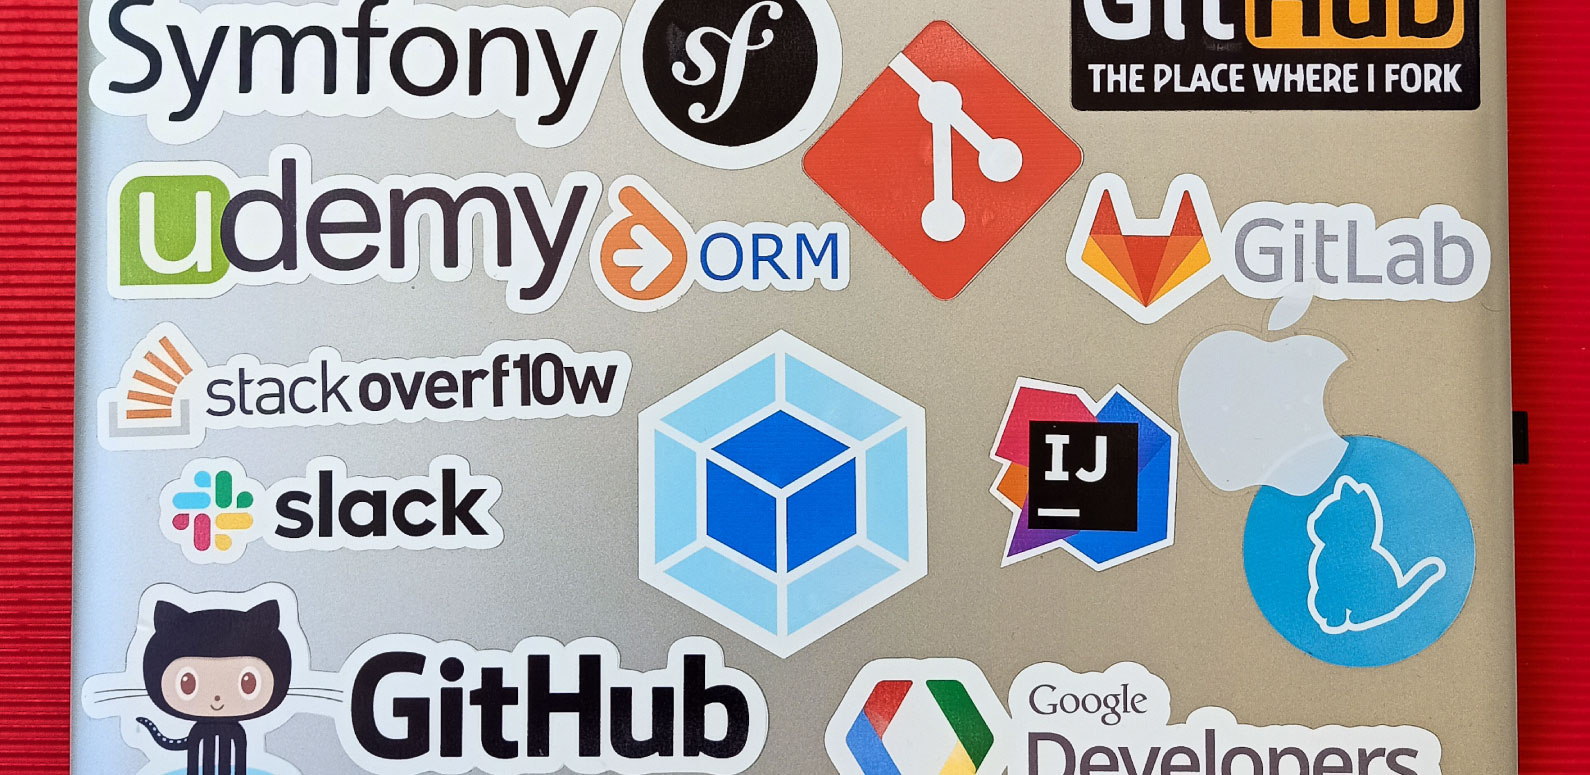 Symfony
sf
GitHub
THE PLACE WHERE I FORK
udemy
ORM
GitLab
stackoverf10w
IJ
slack
GitHub
Google
Developers